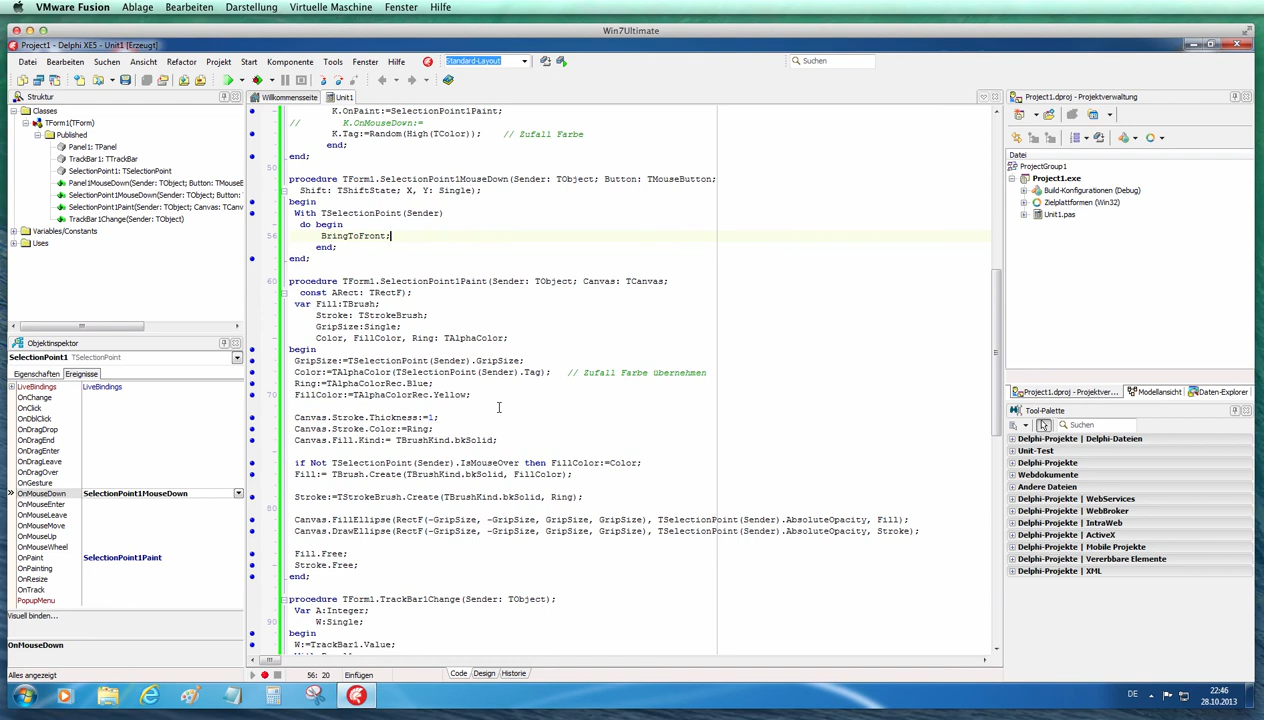 VMware Fusion Ablage Bearbeiten Darstellung Virtuelle Maschine Fenster Hilfe
Win7Ultimate
Project1 - Delphi XE5 - Unit1 [Erzeugt]
Datei Bearbeiten Suchen Ansicht Refactor Projekt Start Komponente Tools Fenster Hilfe Standard-Layout Suchen
Struktur
Classes
TForm1(TForm)
Published
Panel1: TPanel
TrackBar1: TTrackBar
SelectionPoint1: TSelectionPoint
Panel1MouseDown(Sender: TObject; Button: TMouseB
SelectionPoint1MouseDown(Sender: TObject; Button:
SelectionPoint1Paint(Sender: TObject; Canvas: TCanv
TrackBar1Change(Sender: TObject)
Variables/Constants
Uses
Objektinspektor
SelectionPoint1 TSelectionPoint
Eigenschaften Ereignisse
LiveBindings LiveBindings
OnChange
OnClick
OnDblClick
OnDragDrop
OnDragEnd
OnDragEnter
OnDragLeave
OnDragOver
OnGesture
OnMouseDown SelectionPoint1MouseDown
OnMouseEnter
OnMouseLeave
OnMouseMove
OnMouseUp
OnMouseWheel
OnPaint SelectionPoint1Paint
OnPainting
OnResize
OnTrack
PopupMenu
Visuell binden...
OnMouseDown
Alles angezeigt
Willkommensseite Unit1
K.OnPaint:=SelectionPoint1Paint;
// K.OnMouseDown:=
K.Tag:=Random(High(TColor)); // Zufall Farbe
end;
end;
50
procedure TForm1.SelectionPoint1MouseDown(Sender: TObject; Button: TMouseButton;
Shift: TShiftState; X, Y: Single);
begin
With TSelectionPoint(Sender)
do begin
56 BringToFront;
end;
end;
60 procedure TForm1.SelectionPoint1Paint(Sender: TObject; Canvas: TCanvas;
const ARect: TRectF);
var Fill:TBrush;
Stroke: TStrokeBrush;
GripSize:Single;
Color, FillColor, Ring: TAlphaColor;
begin
GripSize:=TSelectionPoint(Sender).GripSize;
Color:=TAlphaColor(TSelectionPoint(Sender).Tag); // Zufall Farbe übernehmen
Ring:=TAlphaColorRec.Blue;
70 FillColor:=TAlphaColorRec.Yellow;
Canvas.Stroke.Thickness:=1;
Canvas.Stroke.Color:=Ring;
Canvas.Fill.Kind:= TBrushKind.bkSolid;
if Not TSelectionPoint(Sender).IsMouseOver then FillColor:=Color;
Fill:= TBrush.Create(TBrushKind.bkSolid, FillColor);
Stroke:=TStrokeBrush.Create(TBrushKind.bkSolid, Ring);
80
Canvas.FillEllipse(RectF(-GripSize, -GripSize, GripSize, GripSize), TSelectionPoint(Sender).AbsoluteOpacity, Fill);
Canvas.DrawEllipse(RectF(-GripSize, -GripSize, GripSize, GripSize), TSelectionPoint(Sender).AbsoluteOpacity, Stroke);
Fill.Free;
Stroke.Free;
end;
procedure TForm1.TrackBar1Change(Sender: TObject);
Var A:Integer;
90 W:Single;
begin
W:=TrackBar1.Value;
56: 20 Einfügen Code Design Historie
Project1.dproj - Projektverwaltung
Datei
ProjectGroup1
Project1.exe
Build-Konfigurationen (Debug)
Zielplattformen (Win32)
Unit1.pas
Project1.dproj - Projektverw... Modellansicht Daten-Explorer
Tool-Palette
Suchen
Delphi-Projekte | Delphi-Dateien
Unit-Test
Delphi-Projekte
Webdokumente
Andere Dateien
Delphi-Projekte | WebServices
Delphi-Projekte | WebBroker
Delphi-Projekte | IntraWeb
Delphi-Projekte | ActiveX
Delphi-Projekte | Mobile Projekte
Delphi-Projekte | Vererbbare Elemente
Delphi-Projekte | XML
DE 22:46
28.10.2013